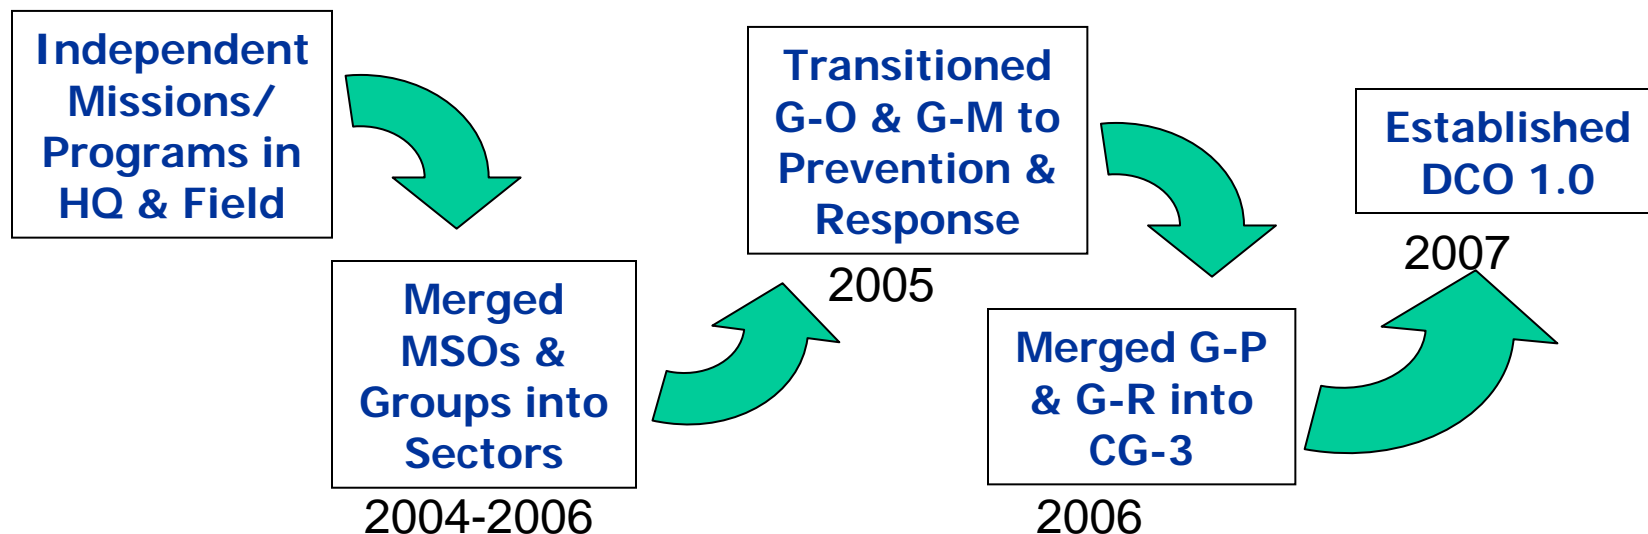 Independent
Missions/
Programs in
HQ & Field
Merged
MSOs &
Groups into
Sectors
2004-2006
Transitioned
G-O & G-M to
Prevention &
Response
2005
Merged G-P
& G-R into
CG-3
2006
Established
DCO 1.0
2007